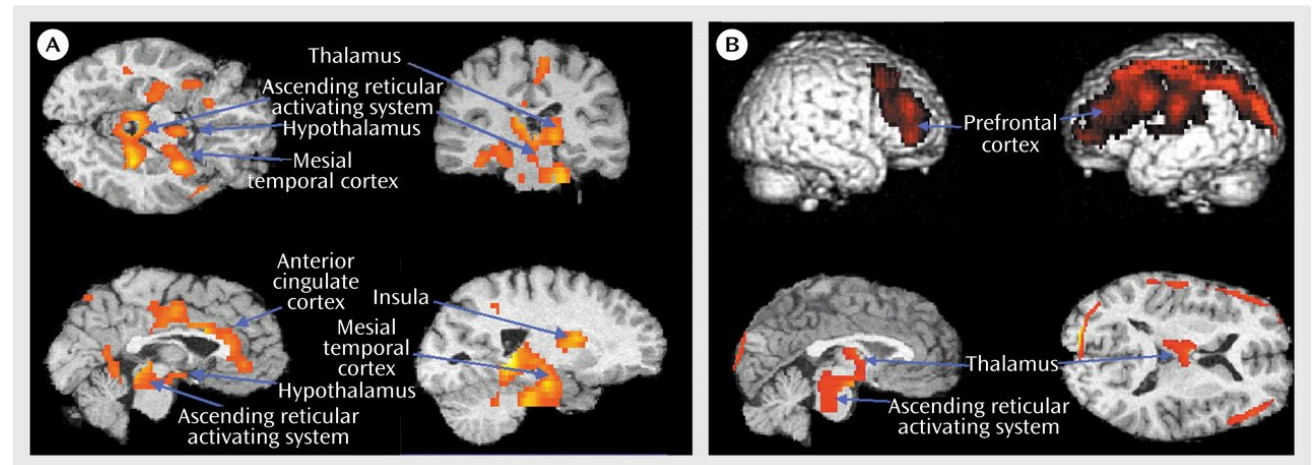 A
Thalamus
Ascending reticular
activating system
Hypothalamus
Mesial
temporal cortex
Anterior
cingulate
cortex
Insula
Mesial
temporal
cortex
Hypothalamus
Ascending reticular
activating system
B
Prefrontal
cortex
Thalamus
Ascending reticular
activating system